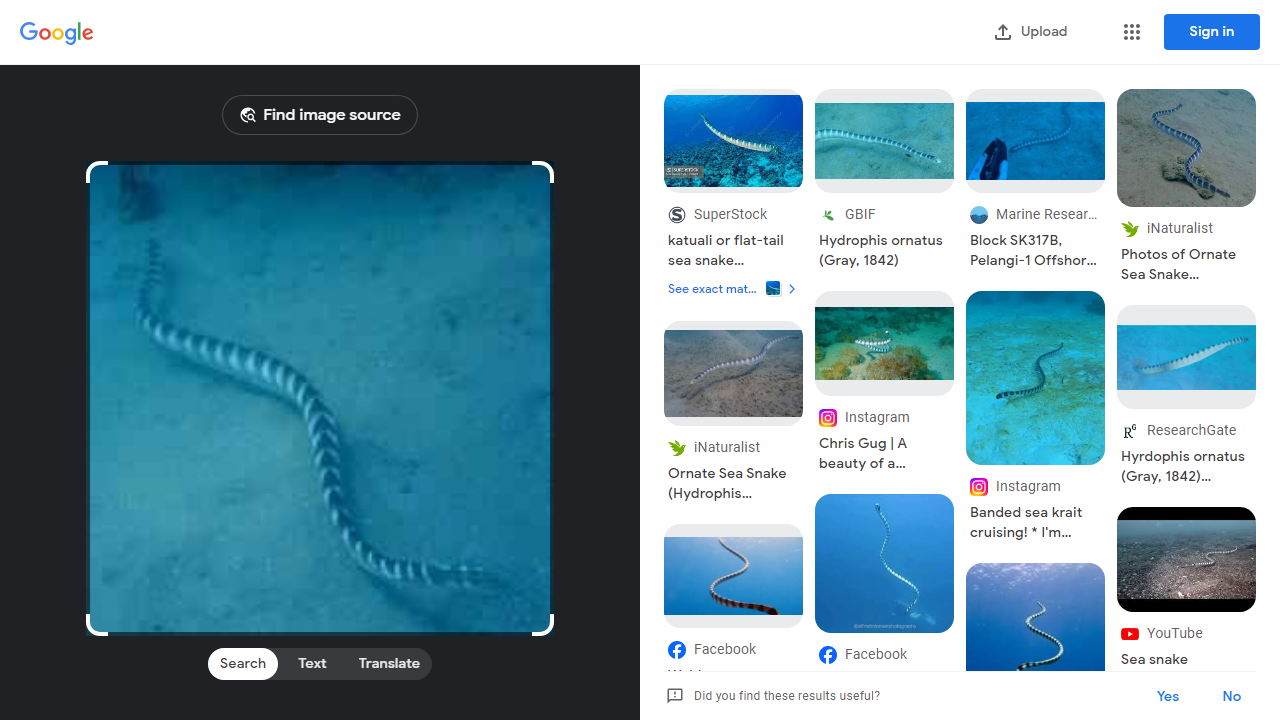 Google
Upload
Sign in
Find image source
Search
Text
Translate
SuperStock
katuali or flat-tail
sea snake...
See exact mat...
iNaturalist
Ornate Sea Snake
(Hydrophis...
Facebook
GBIF
Hydrophis ornatus
(Gray, 1842)
Instagram
Chris Gug | A
beauty of a...
Facebook
Marine Resear...
Block SK317B,
Pelangi-1 Offshor...
Instagram
Banded sea krait
cruising! * I'm...
iNaturalist
Photos of Ornate
Sea Snake...
ResearchGate
Hyrdophis ornatus
(Gray, 1842)...
YouTube
Sea snake
Did you find these results useful?
Yes
No